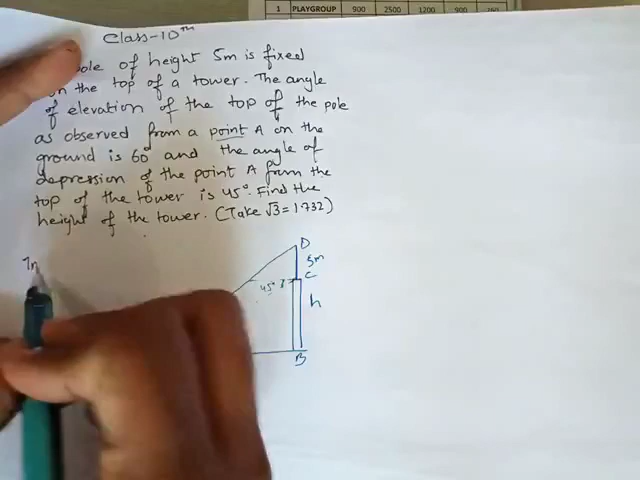 1 PLAYGROUP 900 2500 1200 900
Class-10th
pole of height 5m is fixed
on the top of a tower. The angle
of elevation of the top of the pole
as observed from a point A on the
ground is 60° and the angle of
depression of the point A from the
top of the tower is 45°. Find the
height of the tower. (Take √3 = 1.732)
D
5m
C
45°
h
B
In